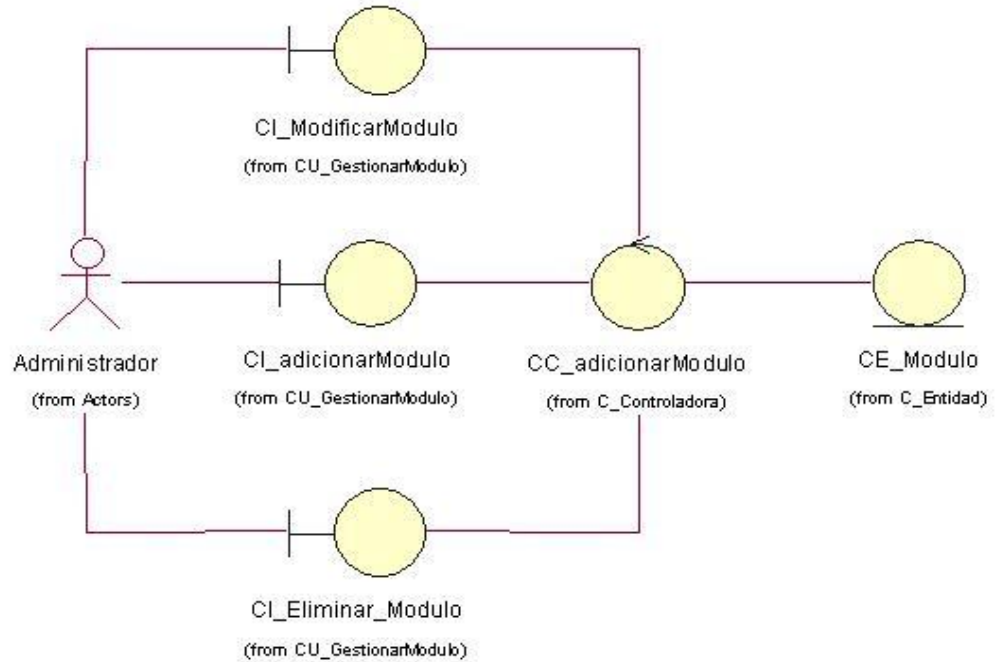 CI_ModificarModulo
(from CU_GestionarModulo)
Administrador
(from Actors)
CI_adicionarModulo
(from CU_GestionarModulo)
CC_adicionarModulo
(from C_Controladora)
CE_Modulo
(from C_Entidad)
CI_Eliminar_Modulo
(from CU_GestionarModulo)